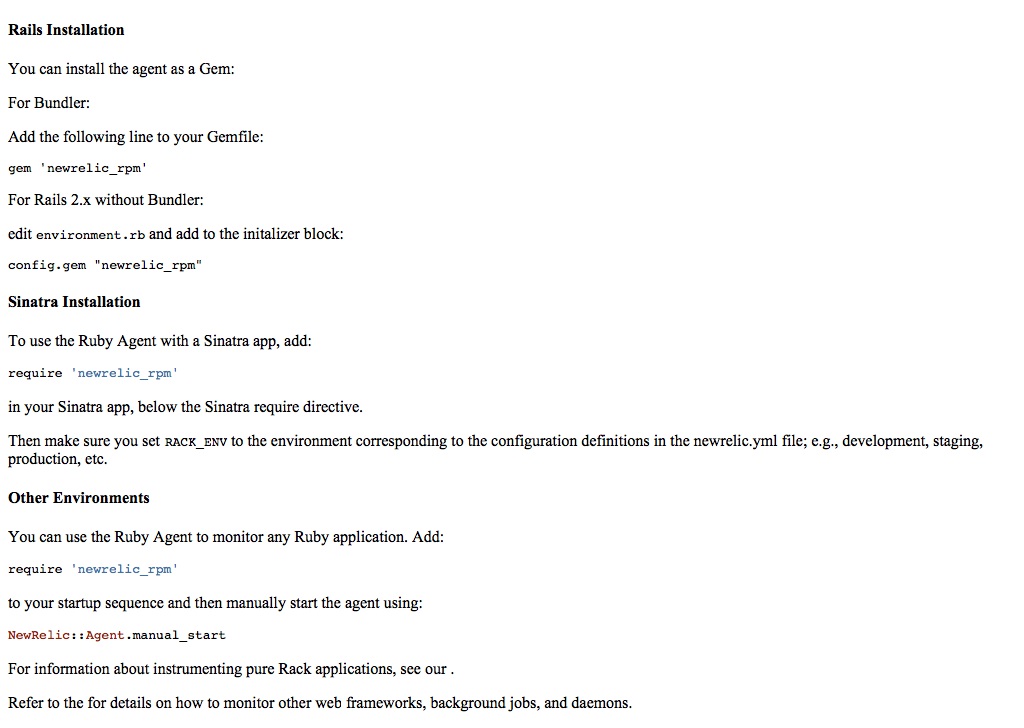 Rails Installation
You can install the agent as a Gem:
For Bundler:
Add the following line to your Gemfile:
gem 'newrelic_rpm'
For Rails 2.x without Bundler:
edit environment.rb and add to the initalizer block:
config.gem "newrelic_rpm"
Sinatra Installation
To use the Ruby Agent with a Sinatra app, add:
require 'newrelic_rpm'
in your Sinatra app, below the Sinatra require directive.
Then make sure you set RACK_ENV to the environment corresponding to the configuration definitions in the newrelic.yml file; e.g., development, staging,
production, etc.
Other Environments
You can use the Ruby Agent to monitor any Ruby application. Add:
require 'newrelic_rpm'
to your startup sequence and then manually start the agent using:
NewRelic::Agent.manual_start
For information about instrumenting pure Rack applications, see our .
Refer to the for details on how to monitor other web frameworks, background jobs, and daemons.